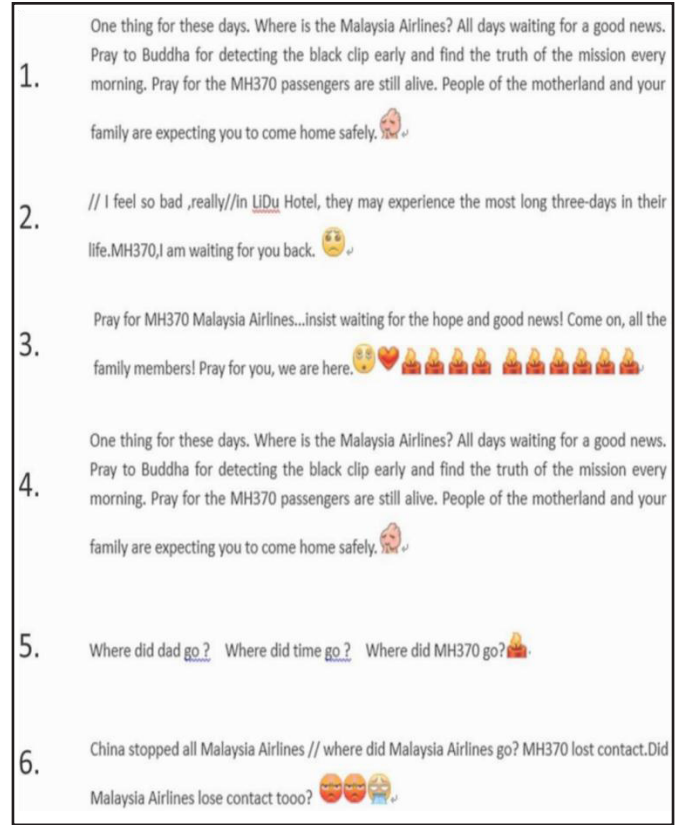 One thing for these days. Where is the Malaysia Airlines? All days waiting for a good news.
Pray to Buddha for detecting the black clip early and find the truth of the mission every
1.
morning. Pray for the MH370 passengers are still alive. People of the motherland and your
family are expecting you to come home safely.
// I feel so bad ,really//in LiDu Hotel, they may experience the most long three-days in their
2.
life.MH370,I am waiting for you back.
Pray for MH370 Malaysia Airlines...insist waiting for the hope and good news! Come on, all the
3.
family members! Pray for you, we are here.
One thing for these days. Where is the Malaysia Airlines? All days waiting for a good news.
Pray to Buddha for detecting the black clip early and find the truth of the mission every
4.
morning. Pray for the MH370 passengers are still alive. People of the motherland and your
family are expecting you to come home safely.
5. Where did dad go ? Where did time go ? Where did MH370 go?
China stopped all Malaysia Airlines // where did Malaysia Airlines go? MH370 lost contact.Did
6.
Malaysia Airlines lose contact tooo?